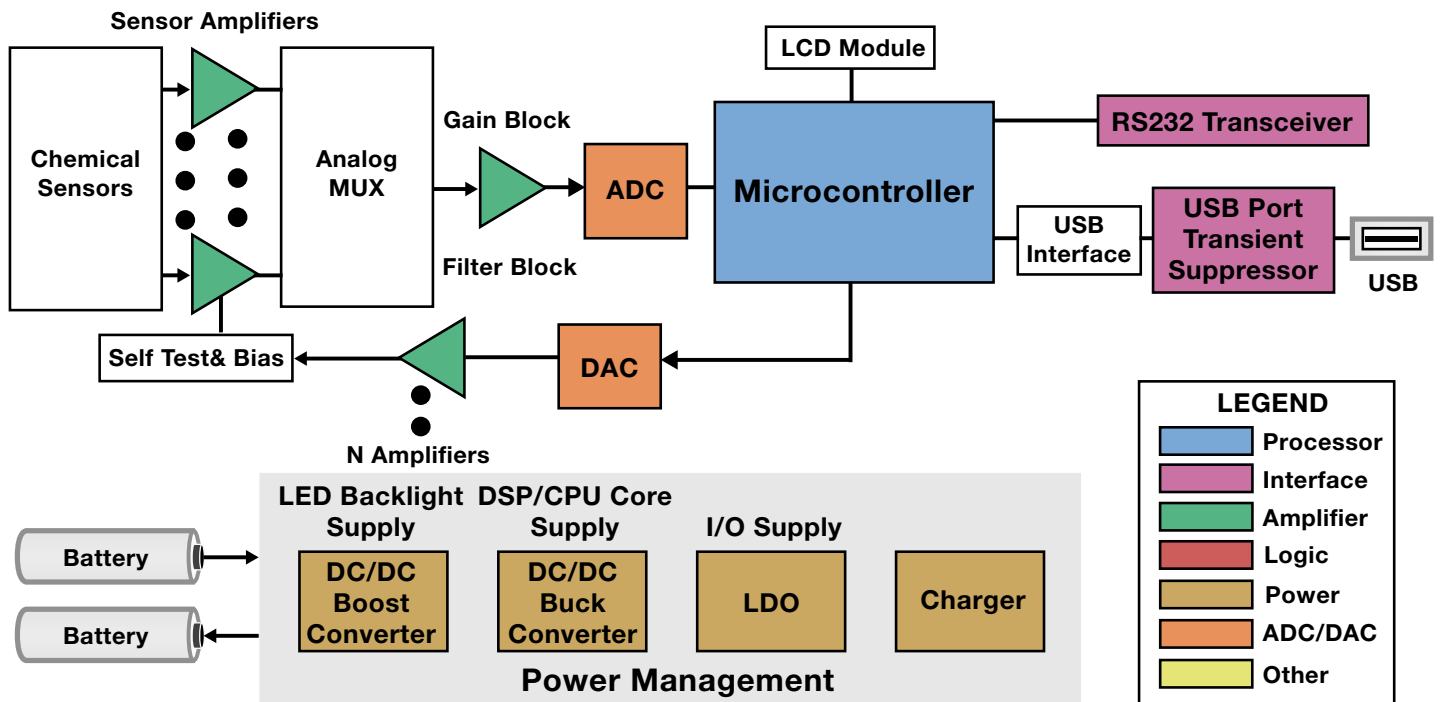 Sensor Amplifiers
LCD Module
Chemical
Sensors
Analog
MUX
Gain Block
Filter Block
ADC
Microcontroller
RS232 Transceiver
USB
Interface
USB Port
Transient
Suppressor
USB
Self Test& Bias
DAC
N Amplifiers
LEGEND
Processor
Interface
Amplifier
Logic
Power
ADC/DAC
Other
Battery
Battery
LED Backlight
Supply
DC/DC
Boost
Converter
DSP/CPU Core
Supply
DC/DC
Buck
Converter
I/O Supply
LDO
Charger
Power Management